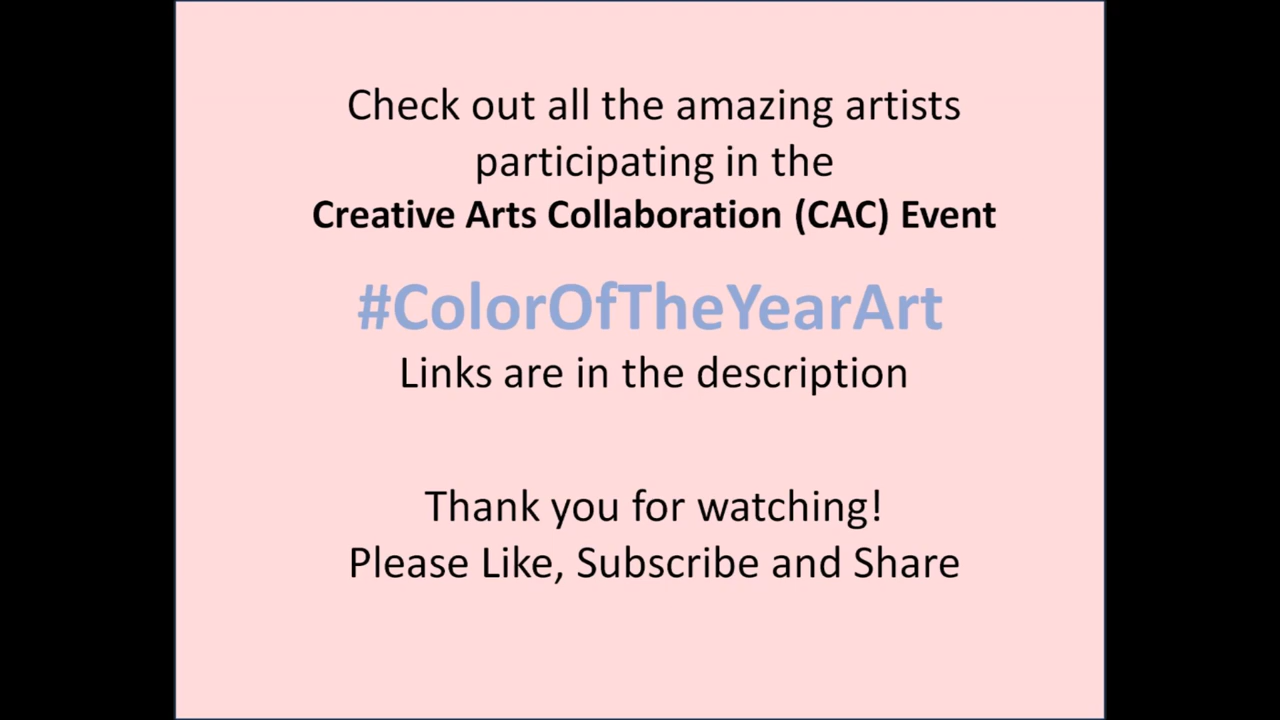 Check out all the amazing artists
participating in the
Creative Arts Collaboration (CAC) Event
#ColorOfTheYearArt
Links are in the description
Thank you for watching!
Please Like, Subscribe and Share